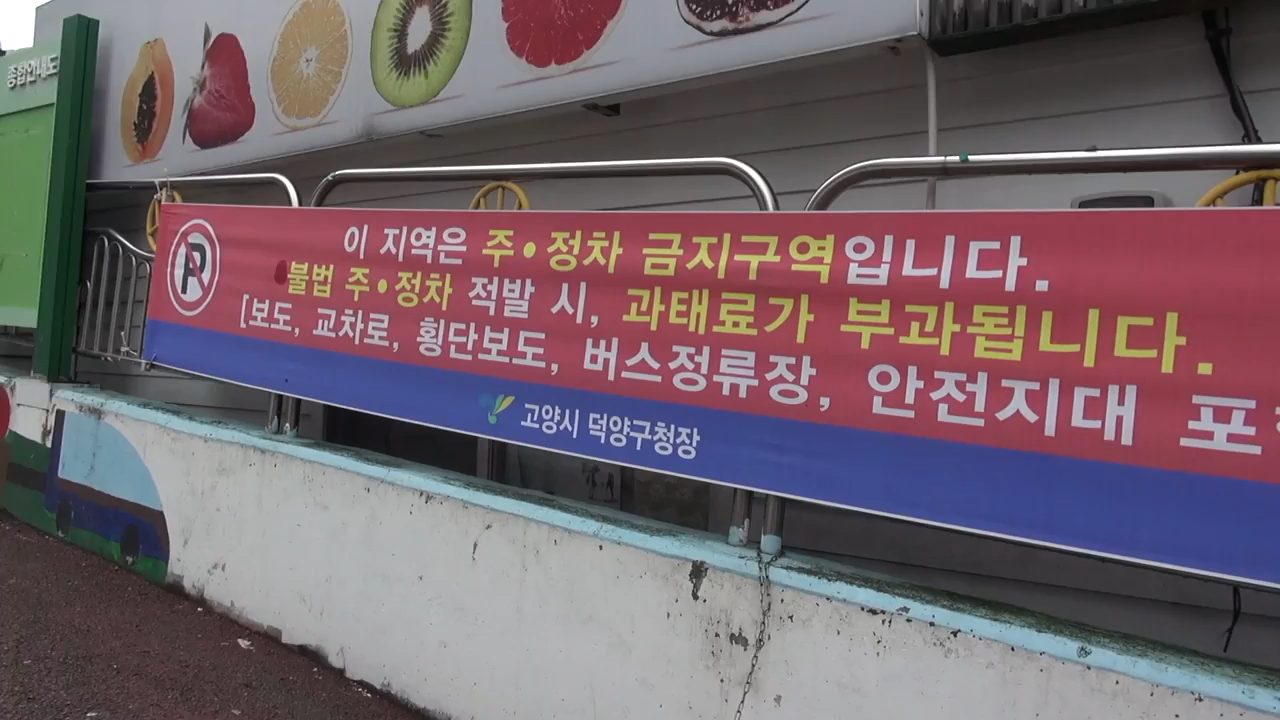 종합안내도
이 지역은 주•정차 금지구역입니다.
불법 주•정차 적발 시, 과태료가 부과됩니다.
[보도, 교차로, 횡단보도, 버스정류장, 안전지대 포
고양시 덕양구청장